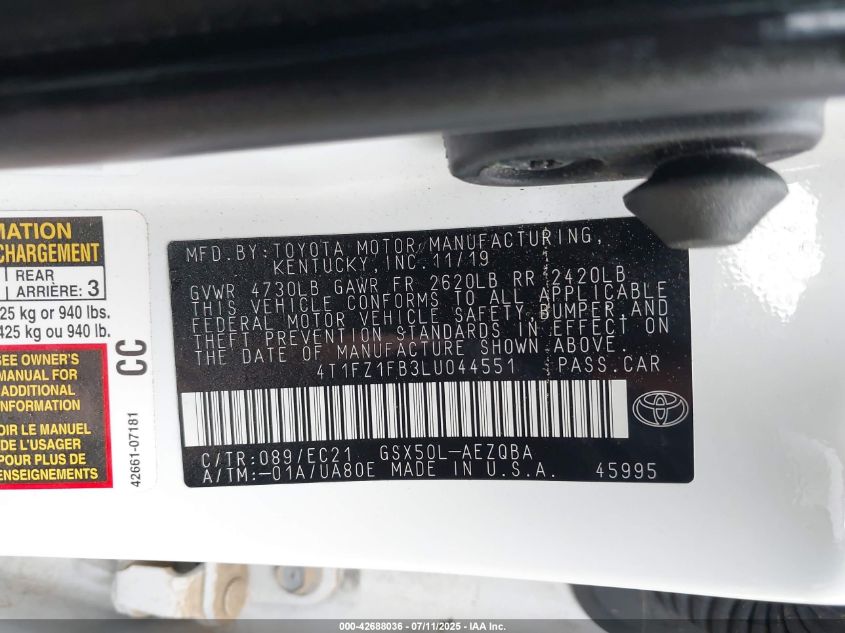 MATION
CHARGEMENT
REAR
ARRIÈRE: 3
25 kg or 940 lbs.
425 kg ou 940 lb.
SEE OWNER'S
MANUAL FOR
ADDITIONAL
INFORMATION
OIR LE MANUEL
DE L'USAGER
POUR PLUS DE
CC
42661-07181
MFD.BY:TOYOTA MOTOR MANUFACTURING,
KENTUCKY,INC.11/19
GVWR 4730LB GAWR FR 2620LB RR 2420LB
THIS VEHICLE CONFORMS TO ALL APPLICABLE
FEDERAL MOTOR VEHICLE SAFETY,BUMPER,AND
THEFT PREVENTION STANDARDS IN EFFECT ON
THE DATE OF MANUFACTURE SHOWN ABOVE.
4T1FZ1FB3LU044551 PASS.CAR
C/TR:089/EC21 GSX50L-AEZQBA
A/TM:-01A/UA80E MADE IN U.S.A. 45995
000-42688036 - 07/11/2025 - IAA Inc.